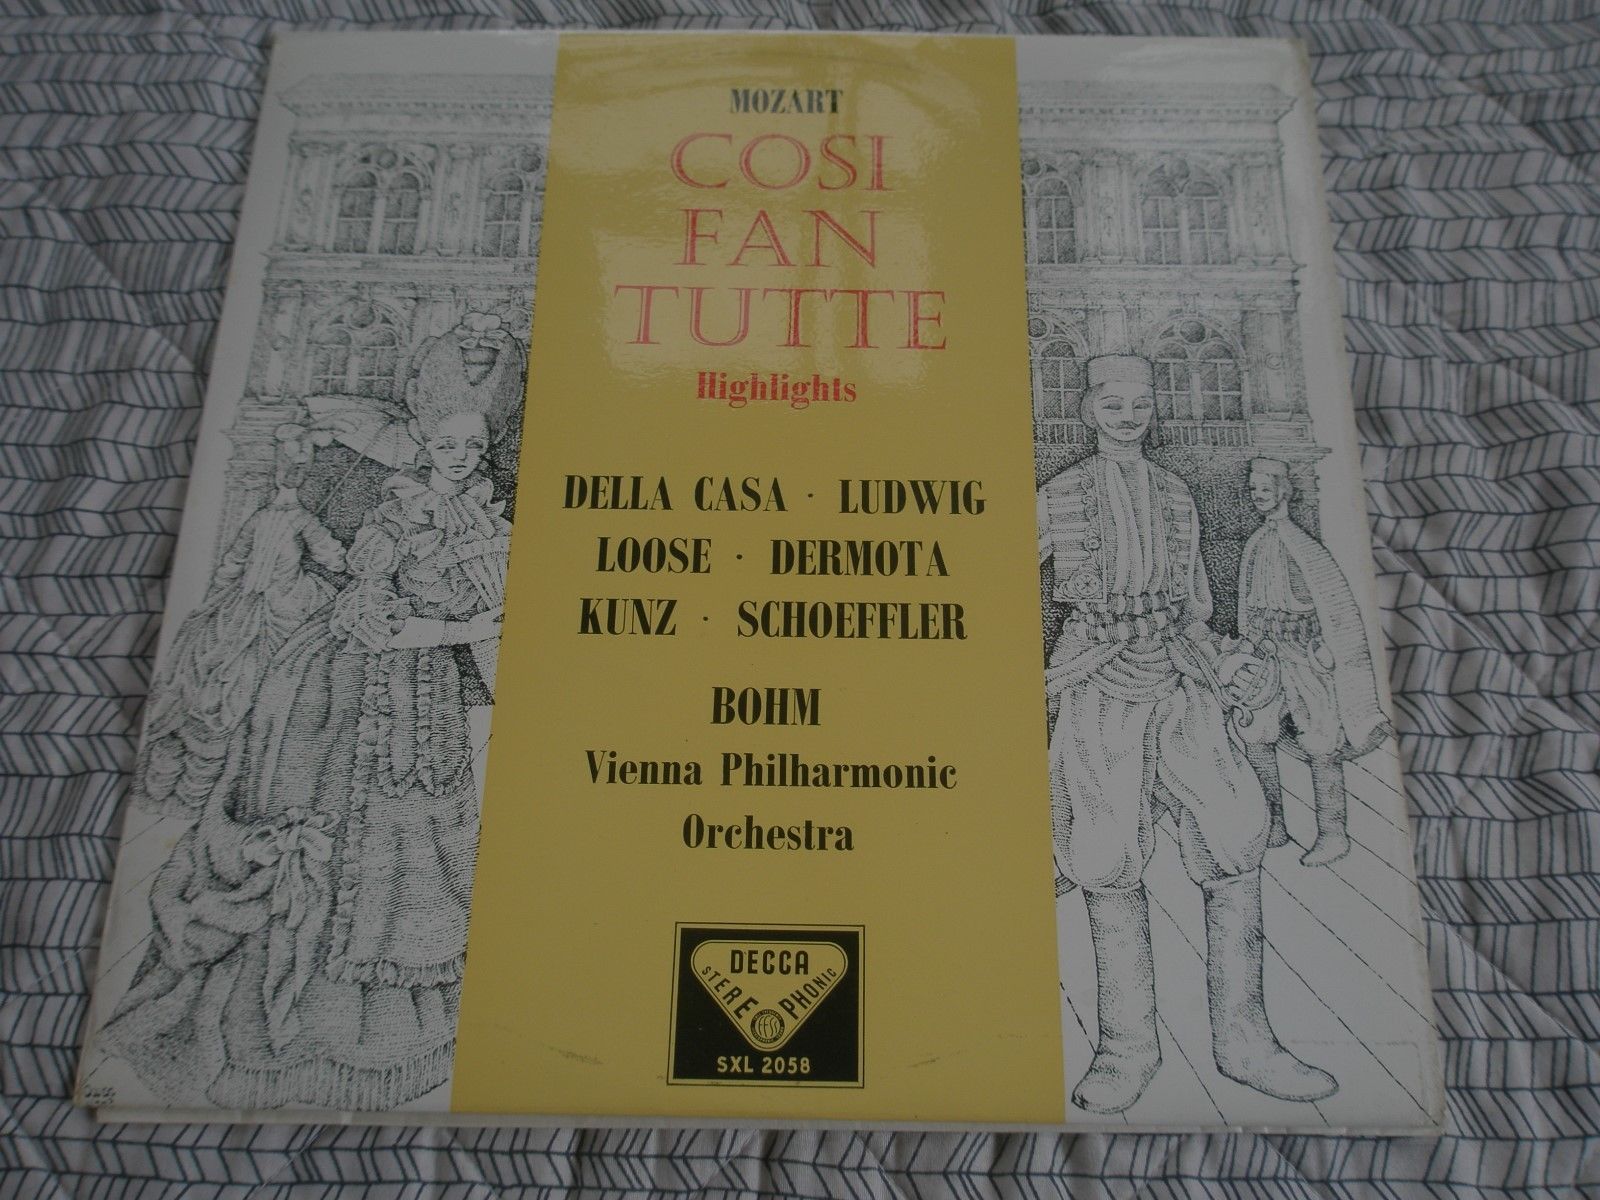 MOZART
COSI
FAN
TUTTE
Highlights
DELLA CASA · LUDWIG
LOOSE · DERMOTA
KUNZ · SCHOEFFLER
BOHM
Vienna Philharmonic
Orchestra
DECCA
STEREOPHONIC
SXL 2058